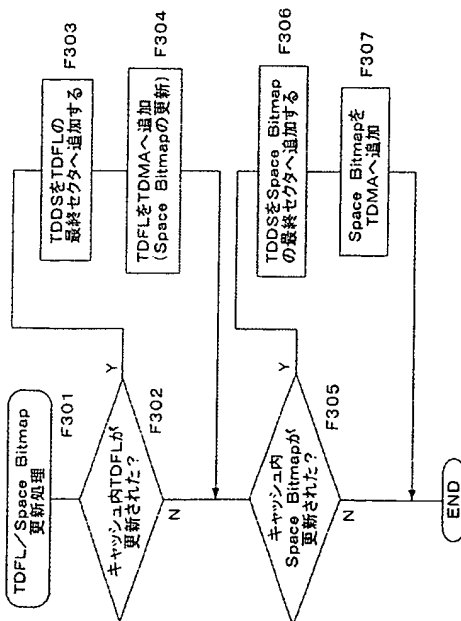 TDFL／Space Bitmap
更新処理
F301
キャッシュ内TDFLが
更新された？
F302
Y
N
TDDSをTDFLの
最終セクタへ追加する
F303
TDFLをTDMAへ追加
(Space Bitmapの更新)
F304
キャッシュ内
Space Bitmapが
更新された？
F305
Y
N
TDDSをSpace Bitmap
の最終セクタへ追加する
F306
Space Bitmapを
TDMAへ追加
F307
END